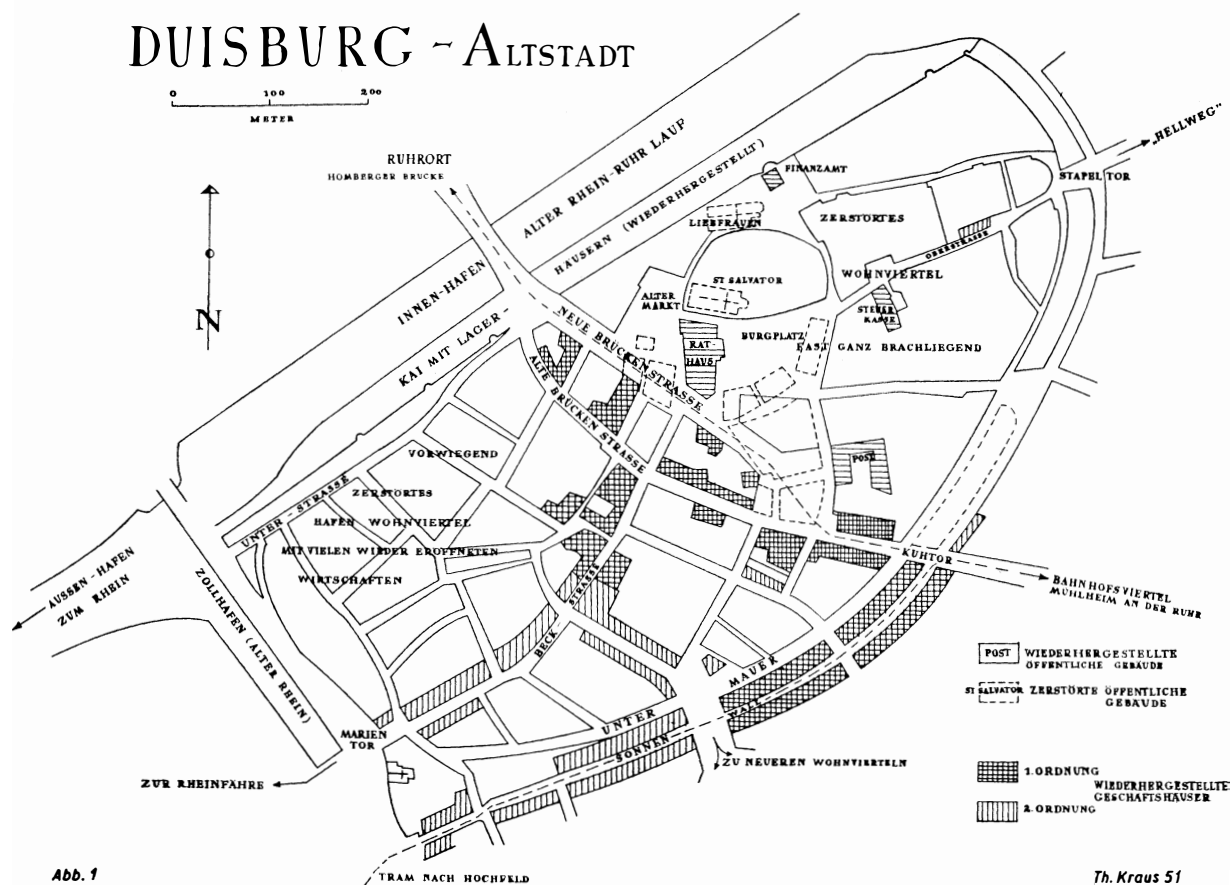 DUISBURG - ALTSTADT
0 100 200
METER
RUHRORT
HOMBERGER BRÜCKE
N
ALTER RHEIN-RUHR LAUF
HÄUSERN (WIEDERHERGESTELLT)
INNEN-HAFEN
KAI MIT LAGER-
„HELLWEG"
STAPELTOR
FINANZAMT
LIEBFRAUEN
ZERSTÖRTES
OBERSTRASSE
WOHNVIERTEL
ST SALVATOR
ALTER
MARKT
STEUER
KASSE
BURGPLATZ
FAST GANZ BRACHLIEGEND
RAT-
HAUS
NEUE BRÜCKENSTRASSE
ALTE BRÜCKENSTRASSE
POST
VORWIEGEND
ZERSTÖRTES
HAFEN WOHNVIERTEL
MIT VIELEN WIEDER ERÖFFNETEN
WIRTSCHAFTEN
UNTER-STRASSE
AUSSEN-HAFEN
ZUM RHEIN
ZOLLHAFEN (ALTER RHEIN)
BECK-STRASSE
KUHTOR
BAHNHOFSVIERTEL
MÜHLHEIM AN DER RUHR
UNTER MAUER
SONNEN WALL
MARIEN
TOR
ZUR RHEINFÄHRE
ZU NEUEREN WOHNVIERTELN
TRAM NACH HOCHFELD
POST WIEDERHERGESTELLTE
ÖFFENTLICHE GEBÄUDE
ST SALVATOR ZERSTÖRTE ÖFFENTLICHE
GEBÄUDE
1. ORDNUNG
WIEDERHERGESTELLTE
GESCHÄFTSHÄUSER
2. ORDNUNG
Abb. 1
Th. Kraus 51